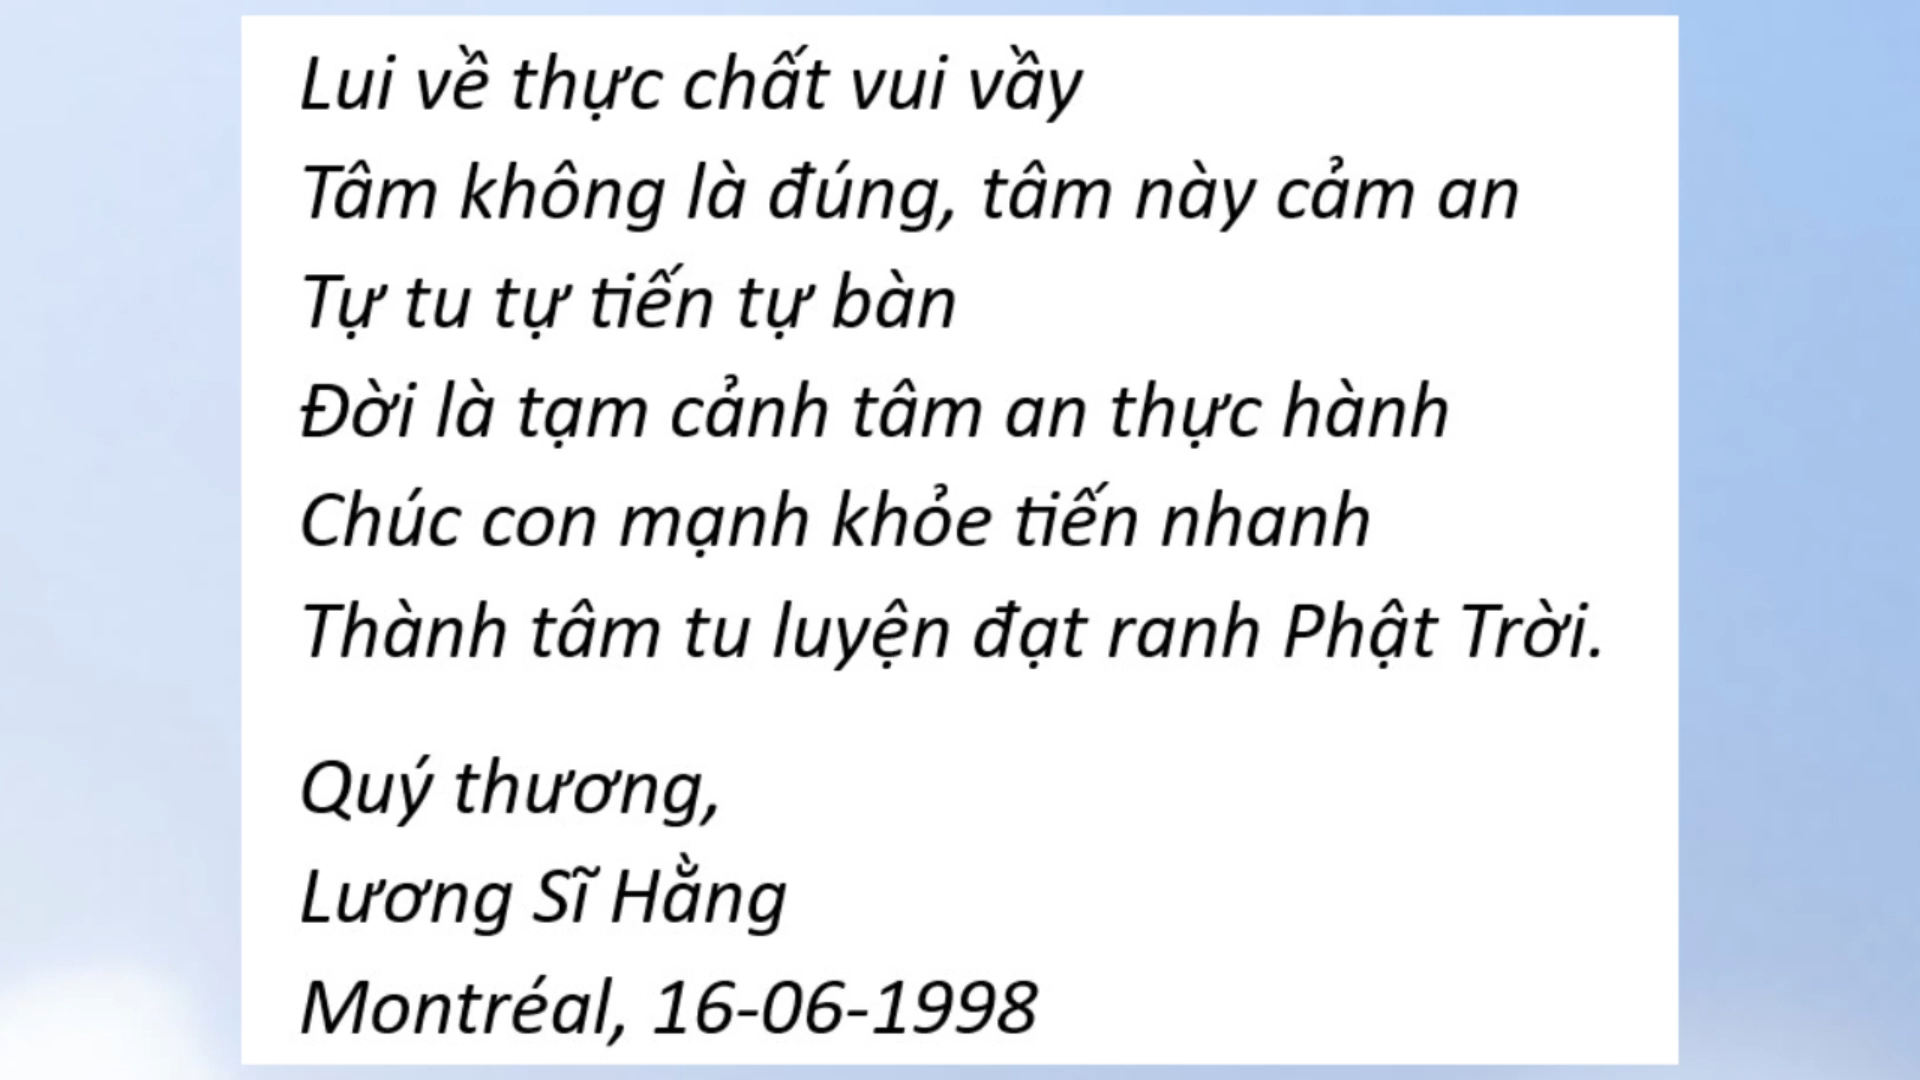 Lui về thực chất vui vầy
Tâm không là đúng, tâm này cảm an
Tự tu tự tiến tự bàn
Đời là tạm cảnh tâm an thực hành
Chúc con mạnh khỏe tiến nhanh
Thành tâm tu luyện đạt ranh Phật Trời.
Quý thương,
Lương Sĩ Hằng
Montréal, 16-06-1998